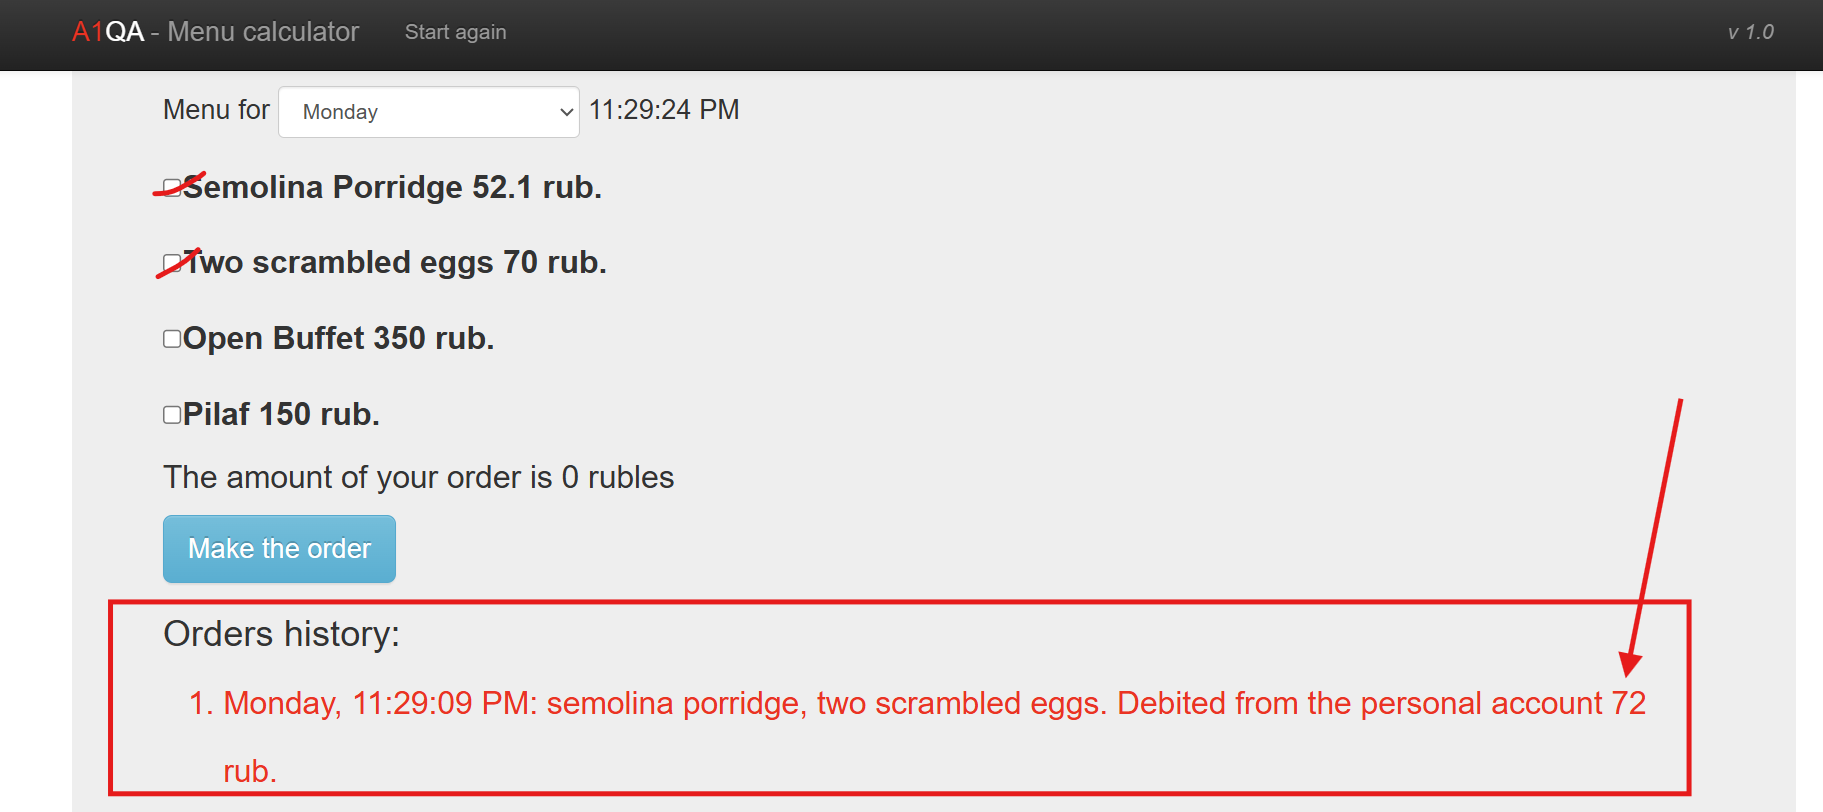 A1QA - Menu calculator Start again v 1.0
Menu for Monday 11:29:24 PM
Semolina Porridge 52.1 rub.
Two scrambled eggs 70 rub.
Open Buffet 350 rub.
Pilaf 150 rub.
The amount of your order is 0 rubles
Make the order
Orders history:
1. Monday, 11:29:09 PM: semolina porridge, two scrambled eggs. Debited from the personal account 72
rub.